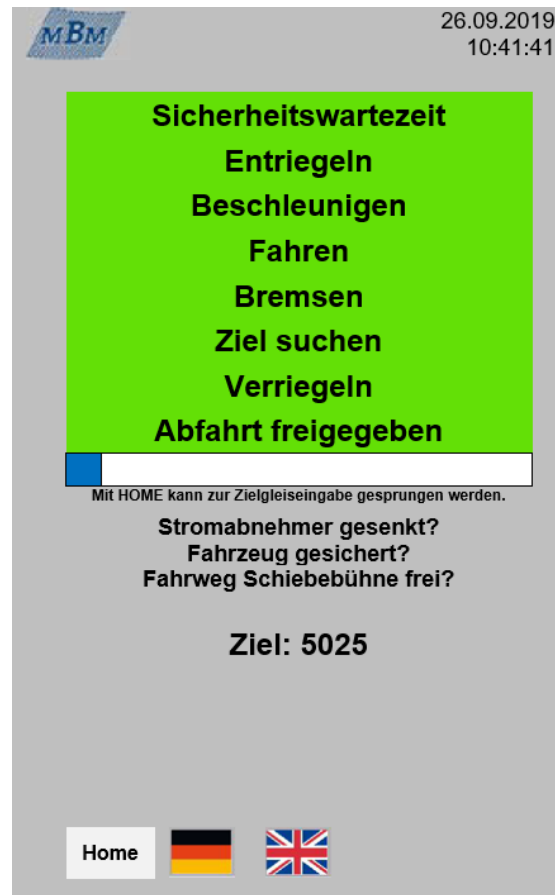 MBM
26.09.2019
10:41:41
Sicherheitswartezeit
Entriegeln
Beschleunigen
Fahren
Bremsen
Ziel suchen
Verriegeln
Abfahrt freigegeben
Mit HOME kann zur Zielgleiseingabe gesprungen werden.
Stromabnehmer gesenkt?
Fahrzeug gesichert?
Fahrweg Schiebebühne frei?
Ziel: 5025
Home